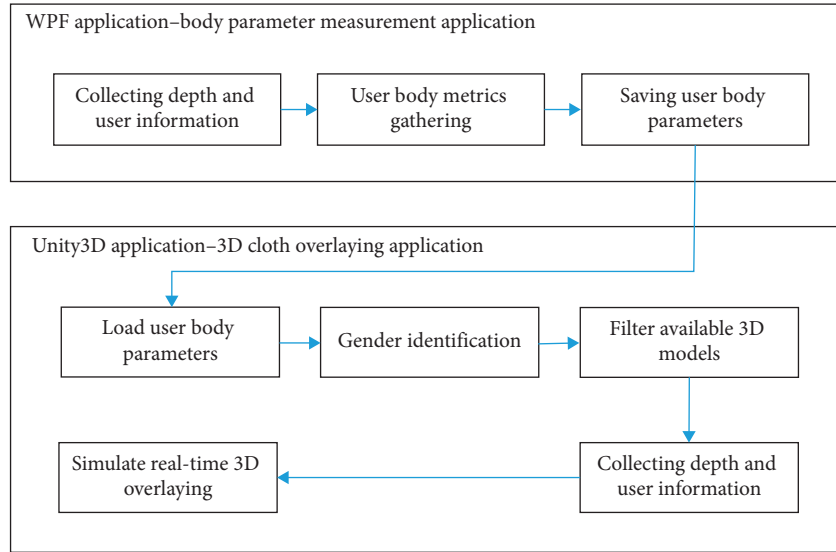 WPF application–body parameter measurement application
Collecting depth and
user information
User body metrics
gathering
Saving user body
parameters
Unity3D application–3D cloth overlaying application
Load user body
parameters
Gender identification
Filter available 3D
models
Simulate real-time 3D
overlaying
Collecting depth and
user information